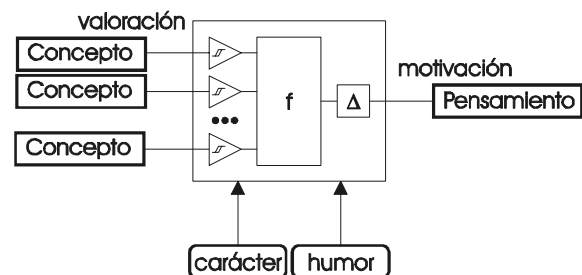 valoración
Concepto
Concepto
•••
Concepto
f
Δ
motivación
Pensamiento
carácter
humor